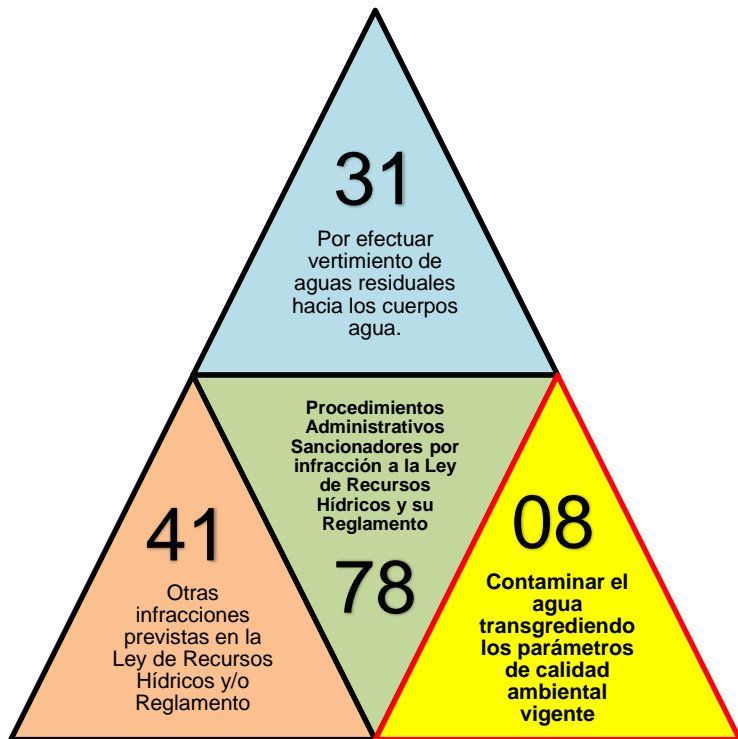 31
Por efectuar
vertimiento de
aguas residuales
hacia los cuerpos
agua.
Procedimientos
Administrativos
Sancionadores por
infracción a la Ley
de Recursos
Hídricos y su
Reglamento
78
41
Otras
infracciones
previstas en la
Ley de Recursos
Hídricos y/o
Reglamento
08
Contaminar el
agua
transgrediendo
los parámetros
de calidad
ambiental
vigente